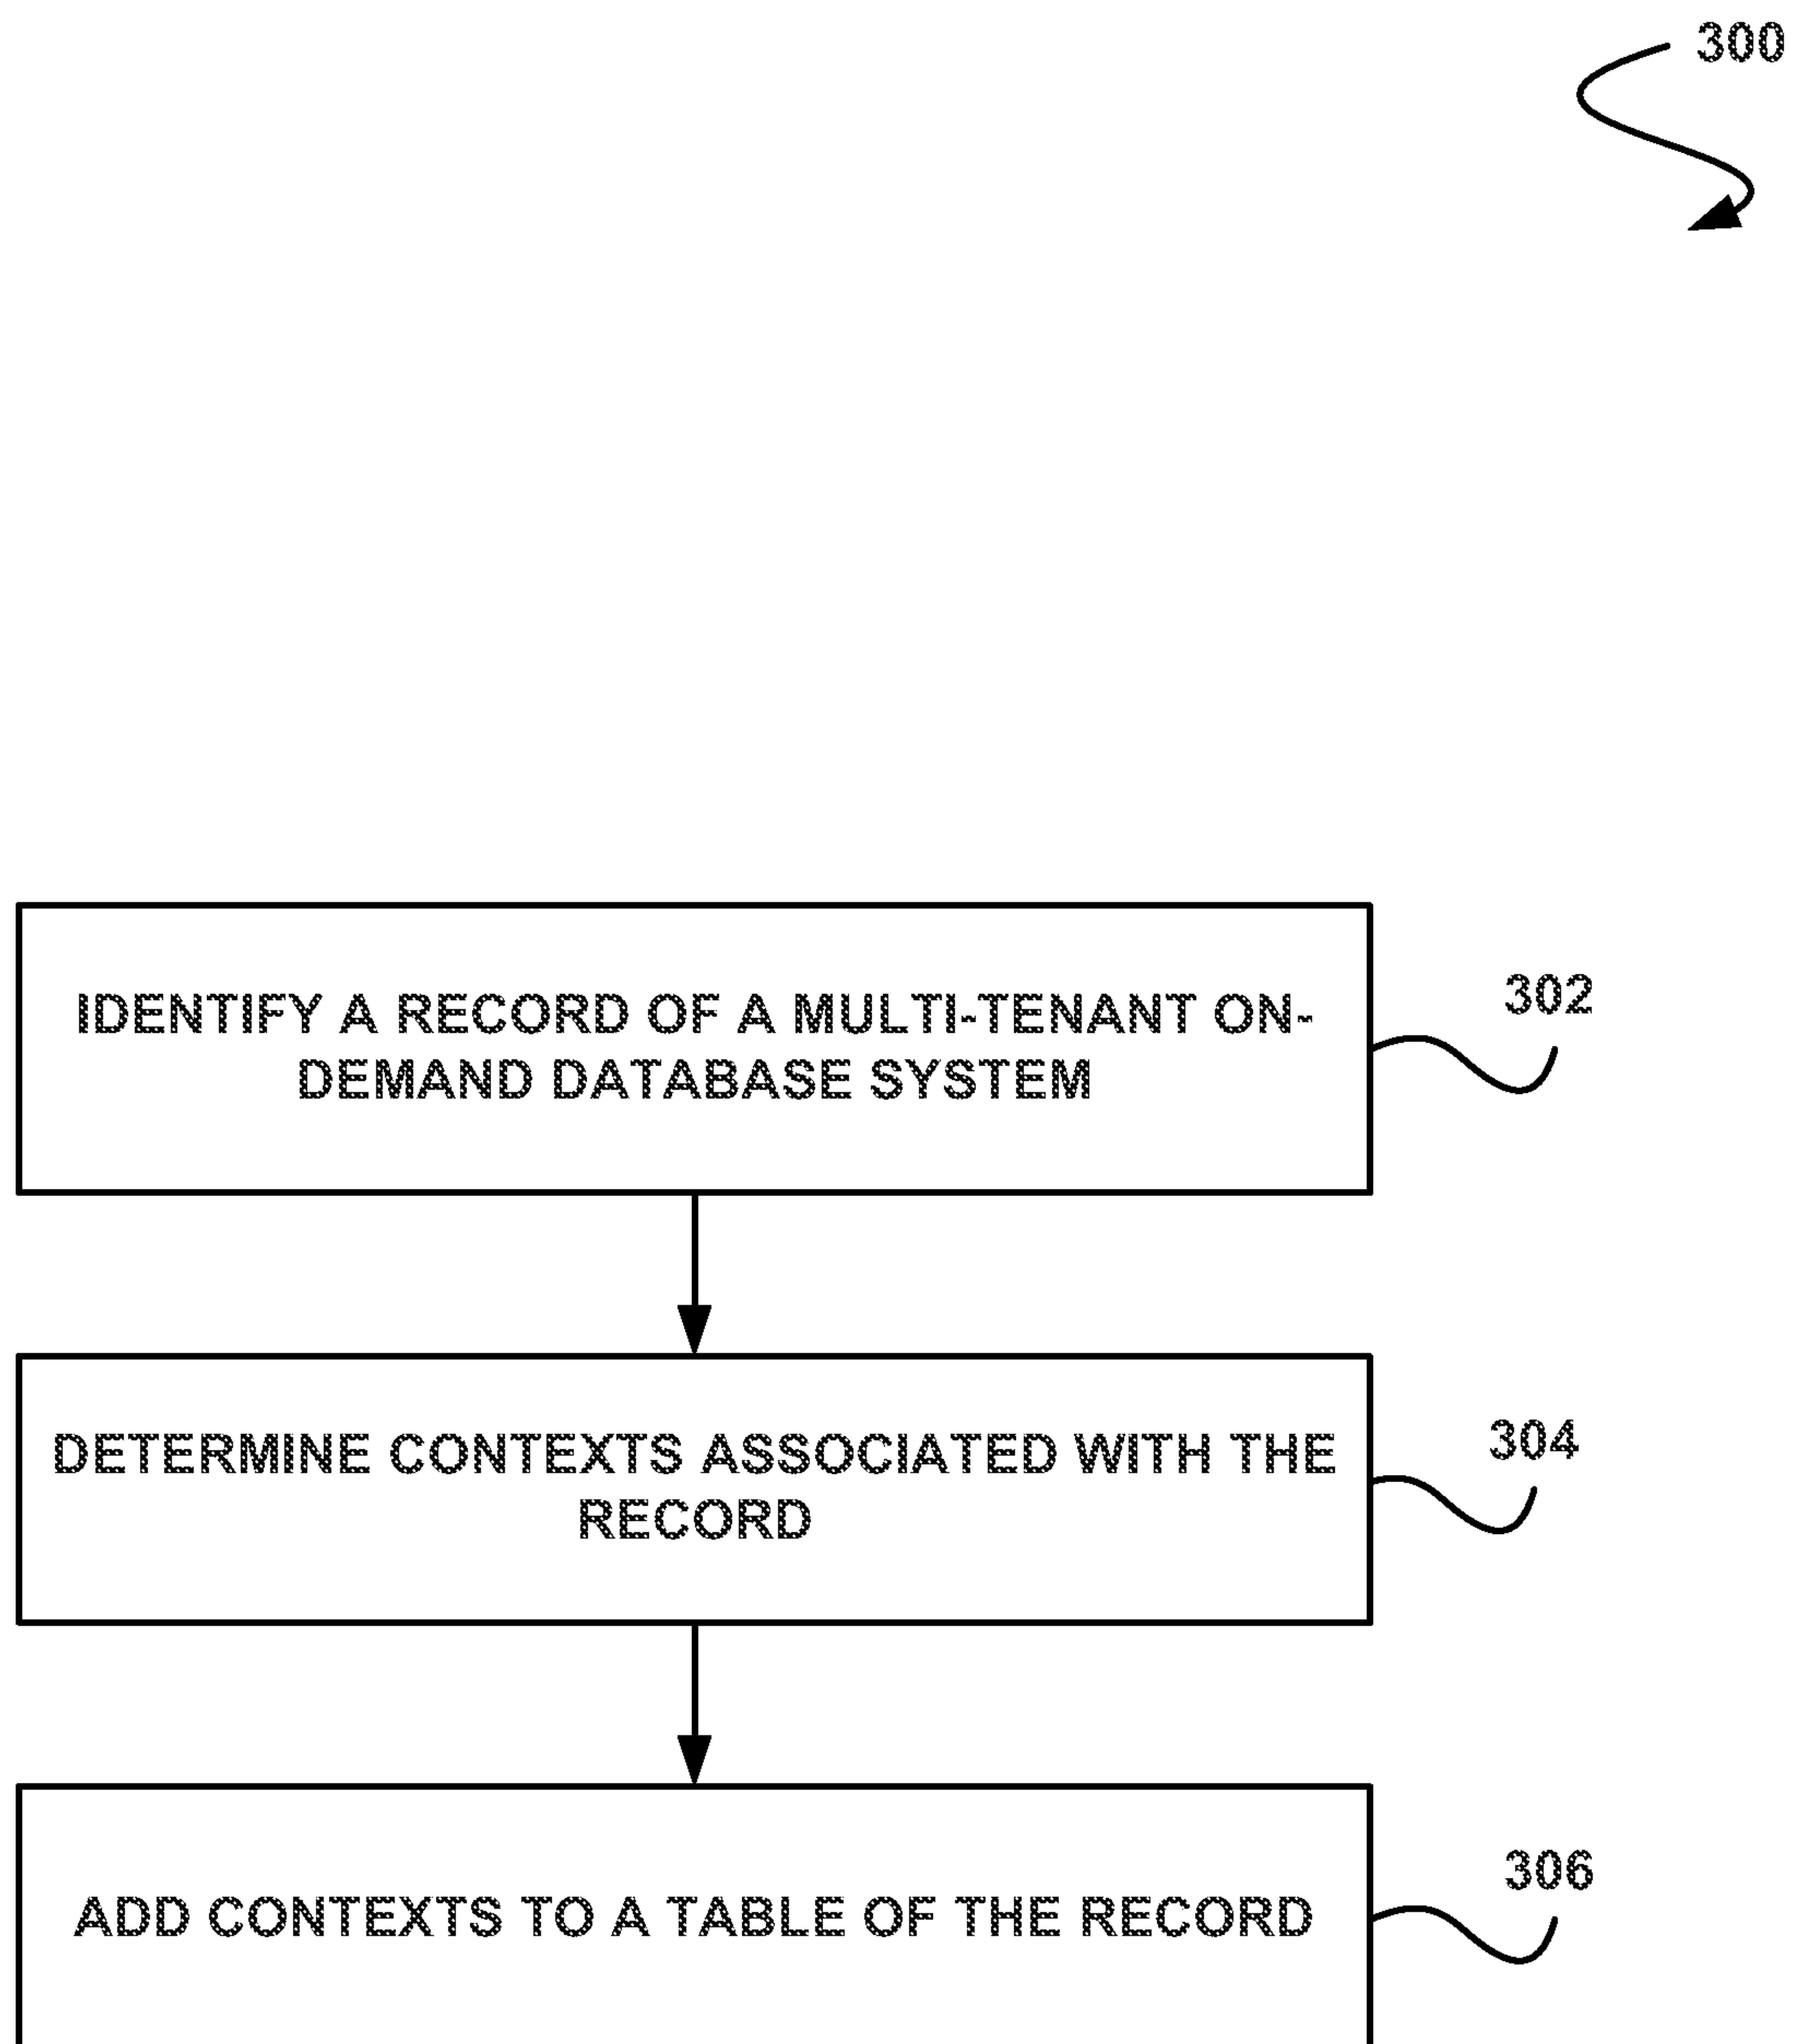 300
IDENTIFY A RECORD OF A MULTI-TENANT ON-
DEMAND DATABASE SYSTEM
302
DETERMINE CONTEXTS ASSOCIATED WITH THE
RECORD
304
ADD CONTEXTS TO A TABLE OF THE RECORD
306